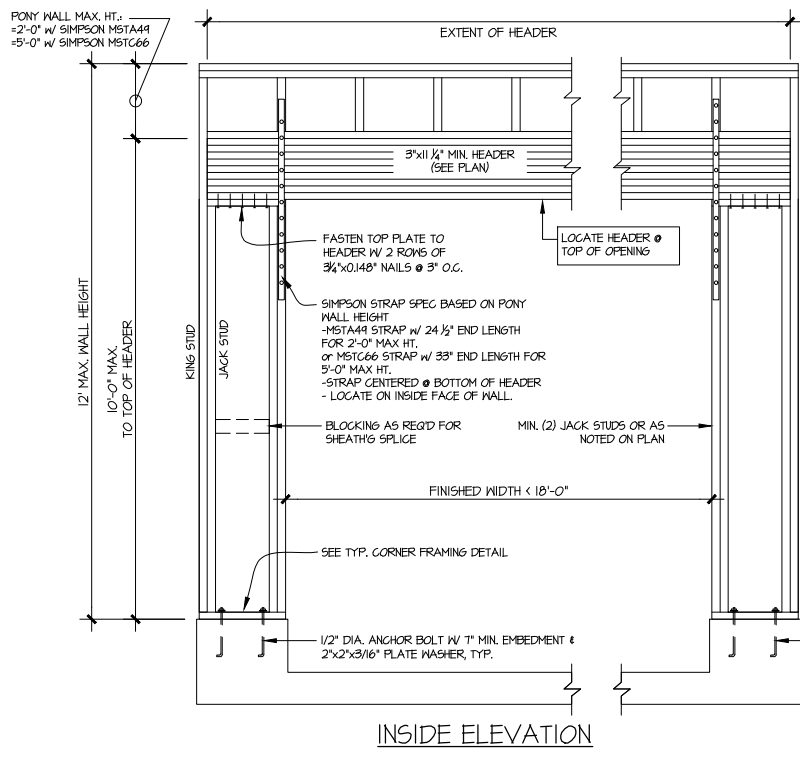 PONY WALL MAX. HT.:
=2'-0" W/ SIMPSON MSTA49
=5'-0" W/ SIMPSON MSTC66
EXTENT OF HEADER
3"x11 ¼" MIN. HEADER
(SEE PLAN)
FASTEN TOP PLATE TO
HEADER W/ 2 ROWS OF
3¼"x0.148" NAILS @ 3" O.C.
LOCATE HEADER @
TOP OF OPENING
SIMPSON STRAP SPEC BASED ON PONY
WALL HEIGHT
-MSTA49 STRAP w/ 24 ½" END LENGTH
FOR 2'-0" MAX HT.
or MSTC66 STRAP w/ 33" END LENGTH FOR
5'-0" MAX HT.
-STRAP CENTERED @ BOTTOM OF HEADER
- LOCATE ON INSIDE FACE OF WALL.
12' MAX. WALL HEIGHT
10'-0" MAX.
TO TOP OF HEADER
KING STUD
JACK STUD
BLOCKING AS REQ'D FOR
SHEATH'G SPLICE
MIN. (2) JACK STUDS OR AS
NOTED ON PLAN
FINISHED WIDTH < 18'-0"
SEE TYP. CORNER FRAMING DETAIL
1/2" DIA. ANCHOR BOLT W/ 7" MIN. EMBEDMENT &
2"x2"x3/16" PLATE WASHER, TYP.
INSIDE ELEVATION